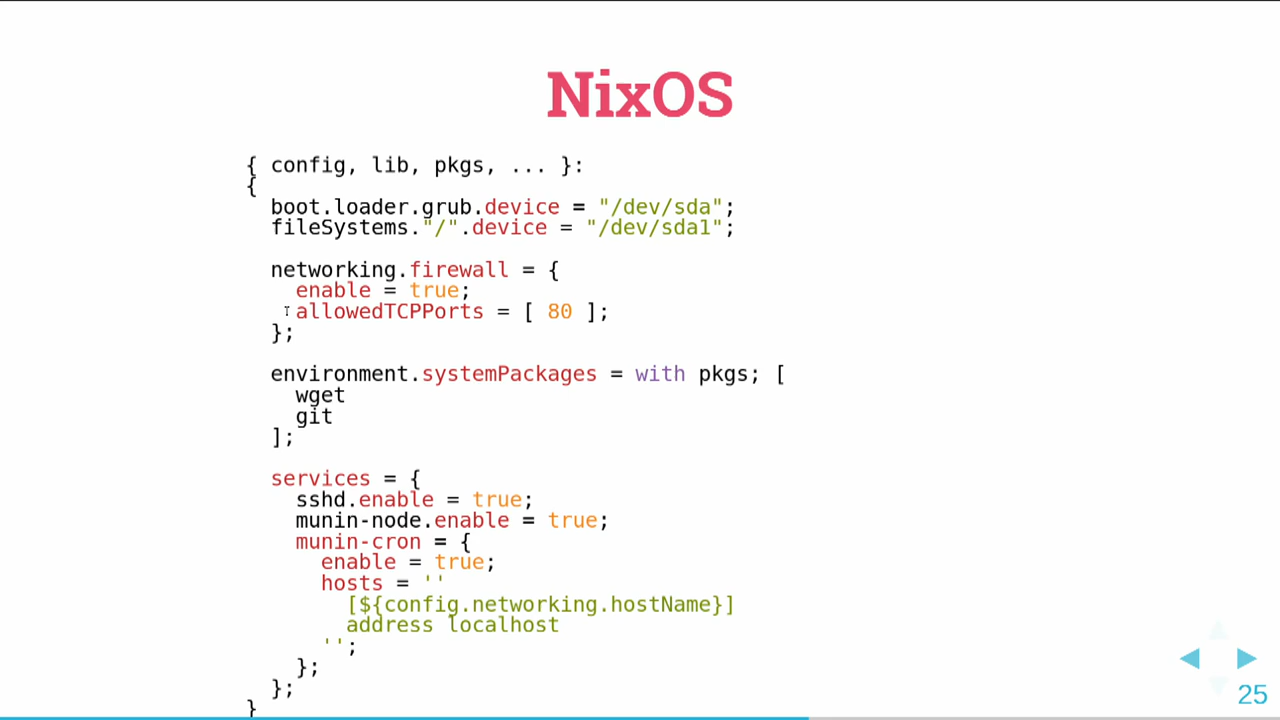 NixOS
{ config, lib, pkgs, ... }:
{
  boot.loader.grub.device = "/dev/sda";
  fileSystems."/".device = "/dev/sda1";
  networking.firewall = {
    enable = true;
    allowedTCPPorts = [ 80 ];
  };
  environment.systemPackages = with pkgs; [
    wget
    git
  ];
  services = {
    sshd.enable = true;
    munin-node.enable = true;
    munin-cron = {
      enable = true;
      hosts = ''
        [${config.networking.hostName}]
        address localhost
      '';
    };
  };
}
25